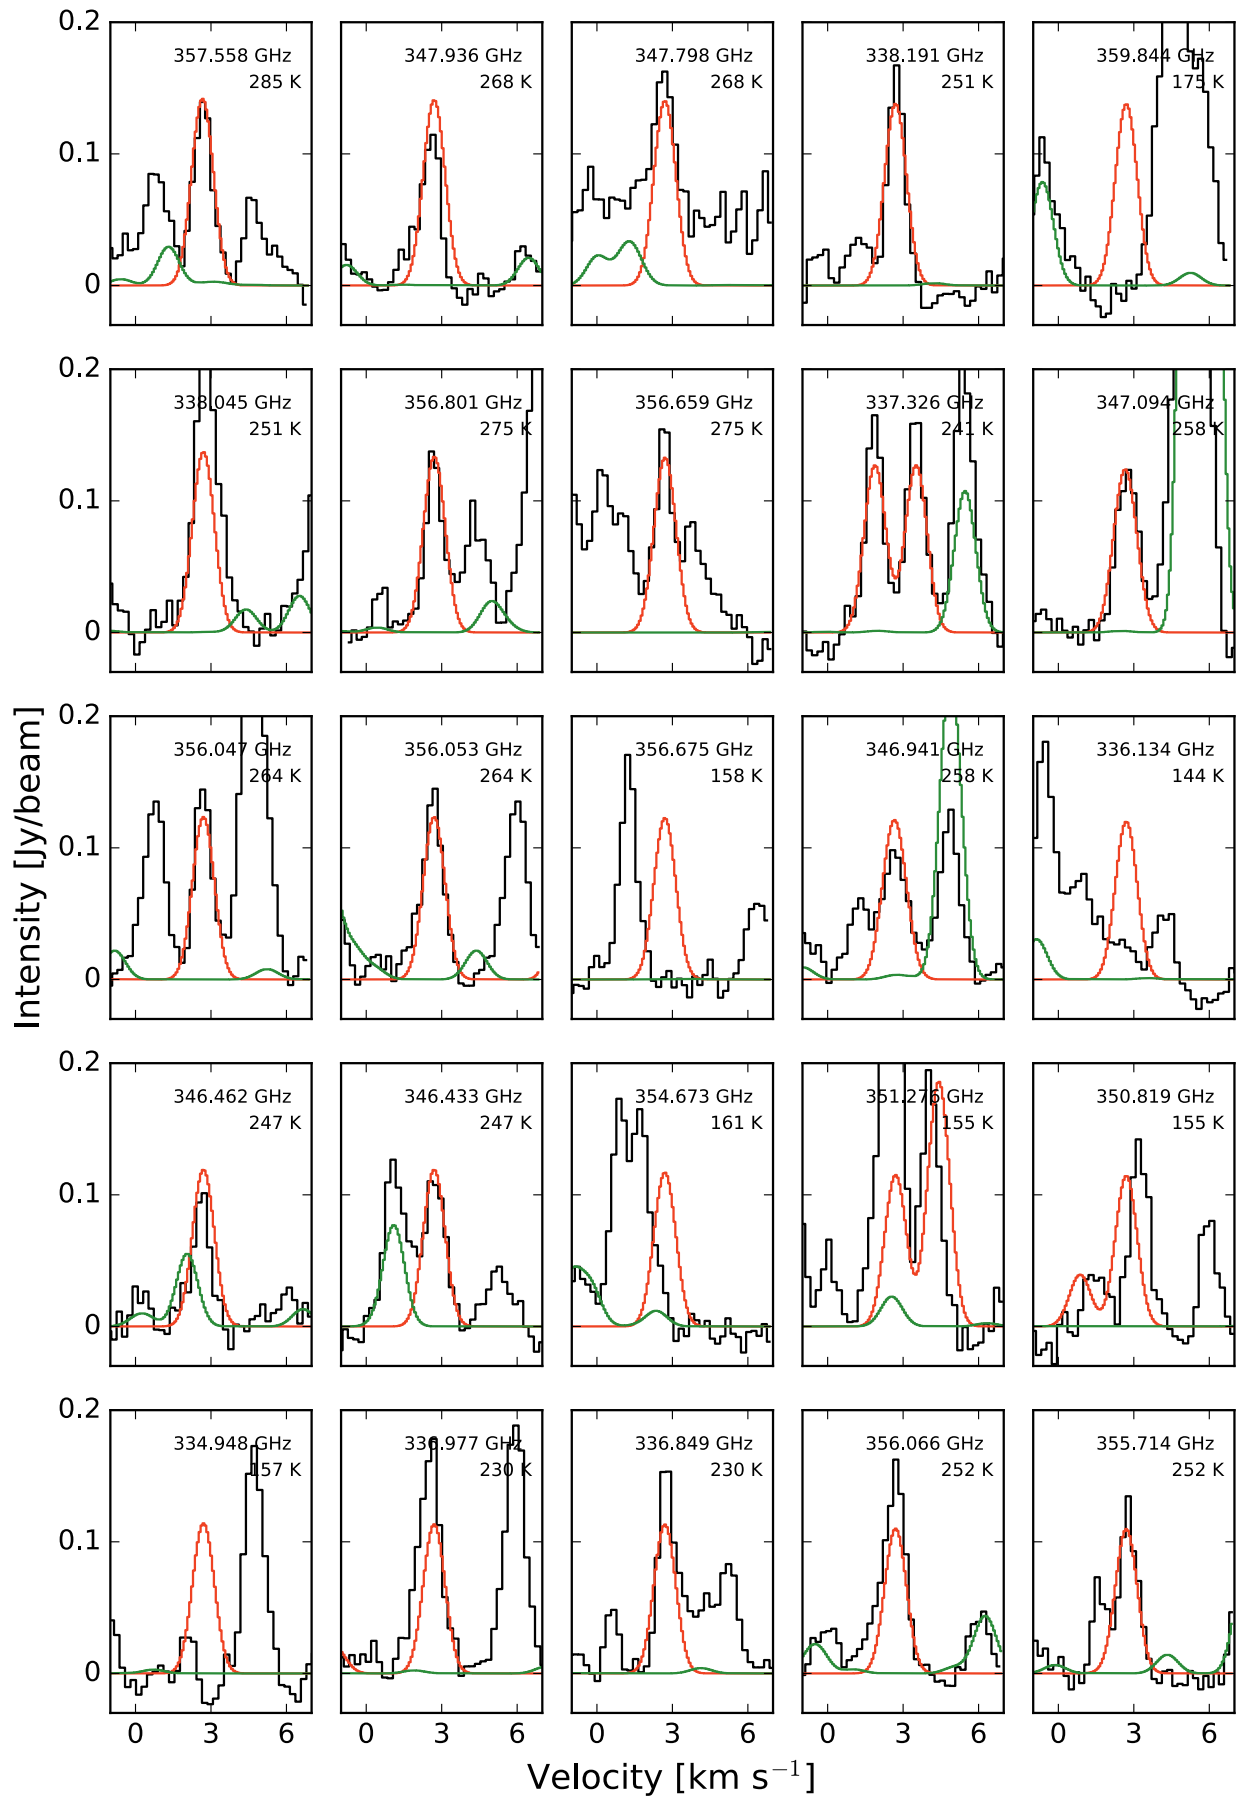 0.2
357.558 GHz
285 K
347.936 GHz
268 K
347.798 GHz
268 K
338.191 GHz
251 K
359.844 GHz
175 K
0.1
0
0.2
338.045 GHz
251 K
356.801 GHz
275 K
356.659 GHz
275 K
337.326 GHz
241 K
347.094 GHz
258 K
0.1
0
0.2
356.047 GHz
264 K
356.053 GHz
264 K
356.675 GHz
158 K
346.941 GHz
258 K
336.134 GHz
144 K
0.1
0
Intensity [Jy/beam]
0.2
346.462 GHz
247 K
346.433 GHz
247 K
354.673 GHz
161 K
351.276 GHz
155 K
350.819 GHz
155 K
0.1
0
0.2
334.948 GHz
157 K
336.977 GHz
230 K
336.849 GHz
230 K
356.066 GHz
252 K
355.714 GHz
252 K
0.1
0
0 3 6 0 3 6 0 3 6 0 3 6 0 3 6
Velocity [km s⁻¹]